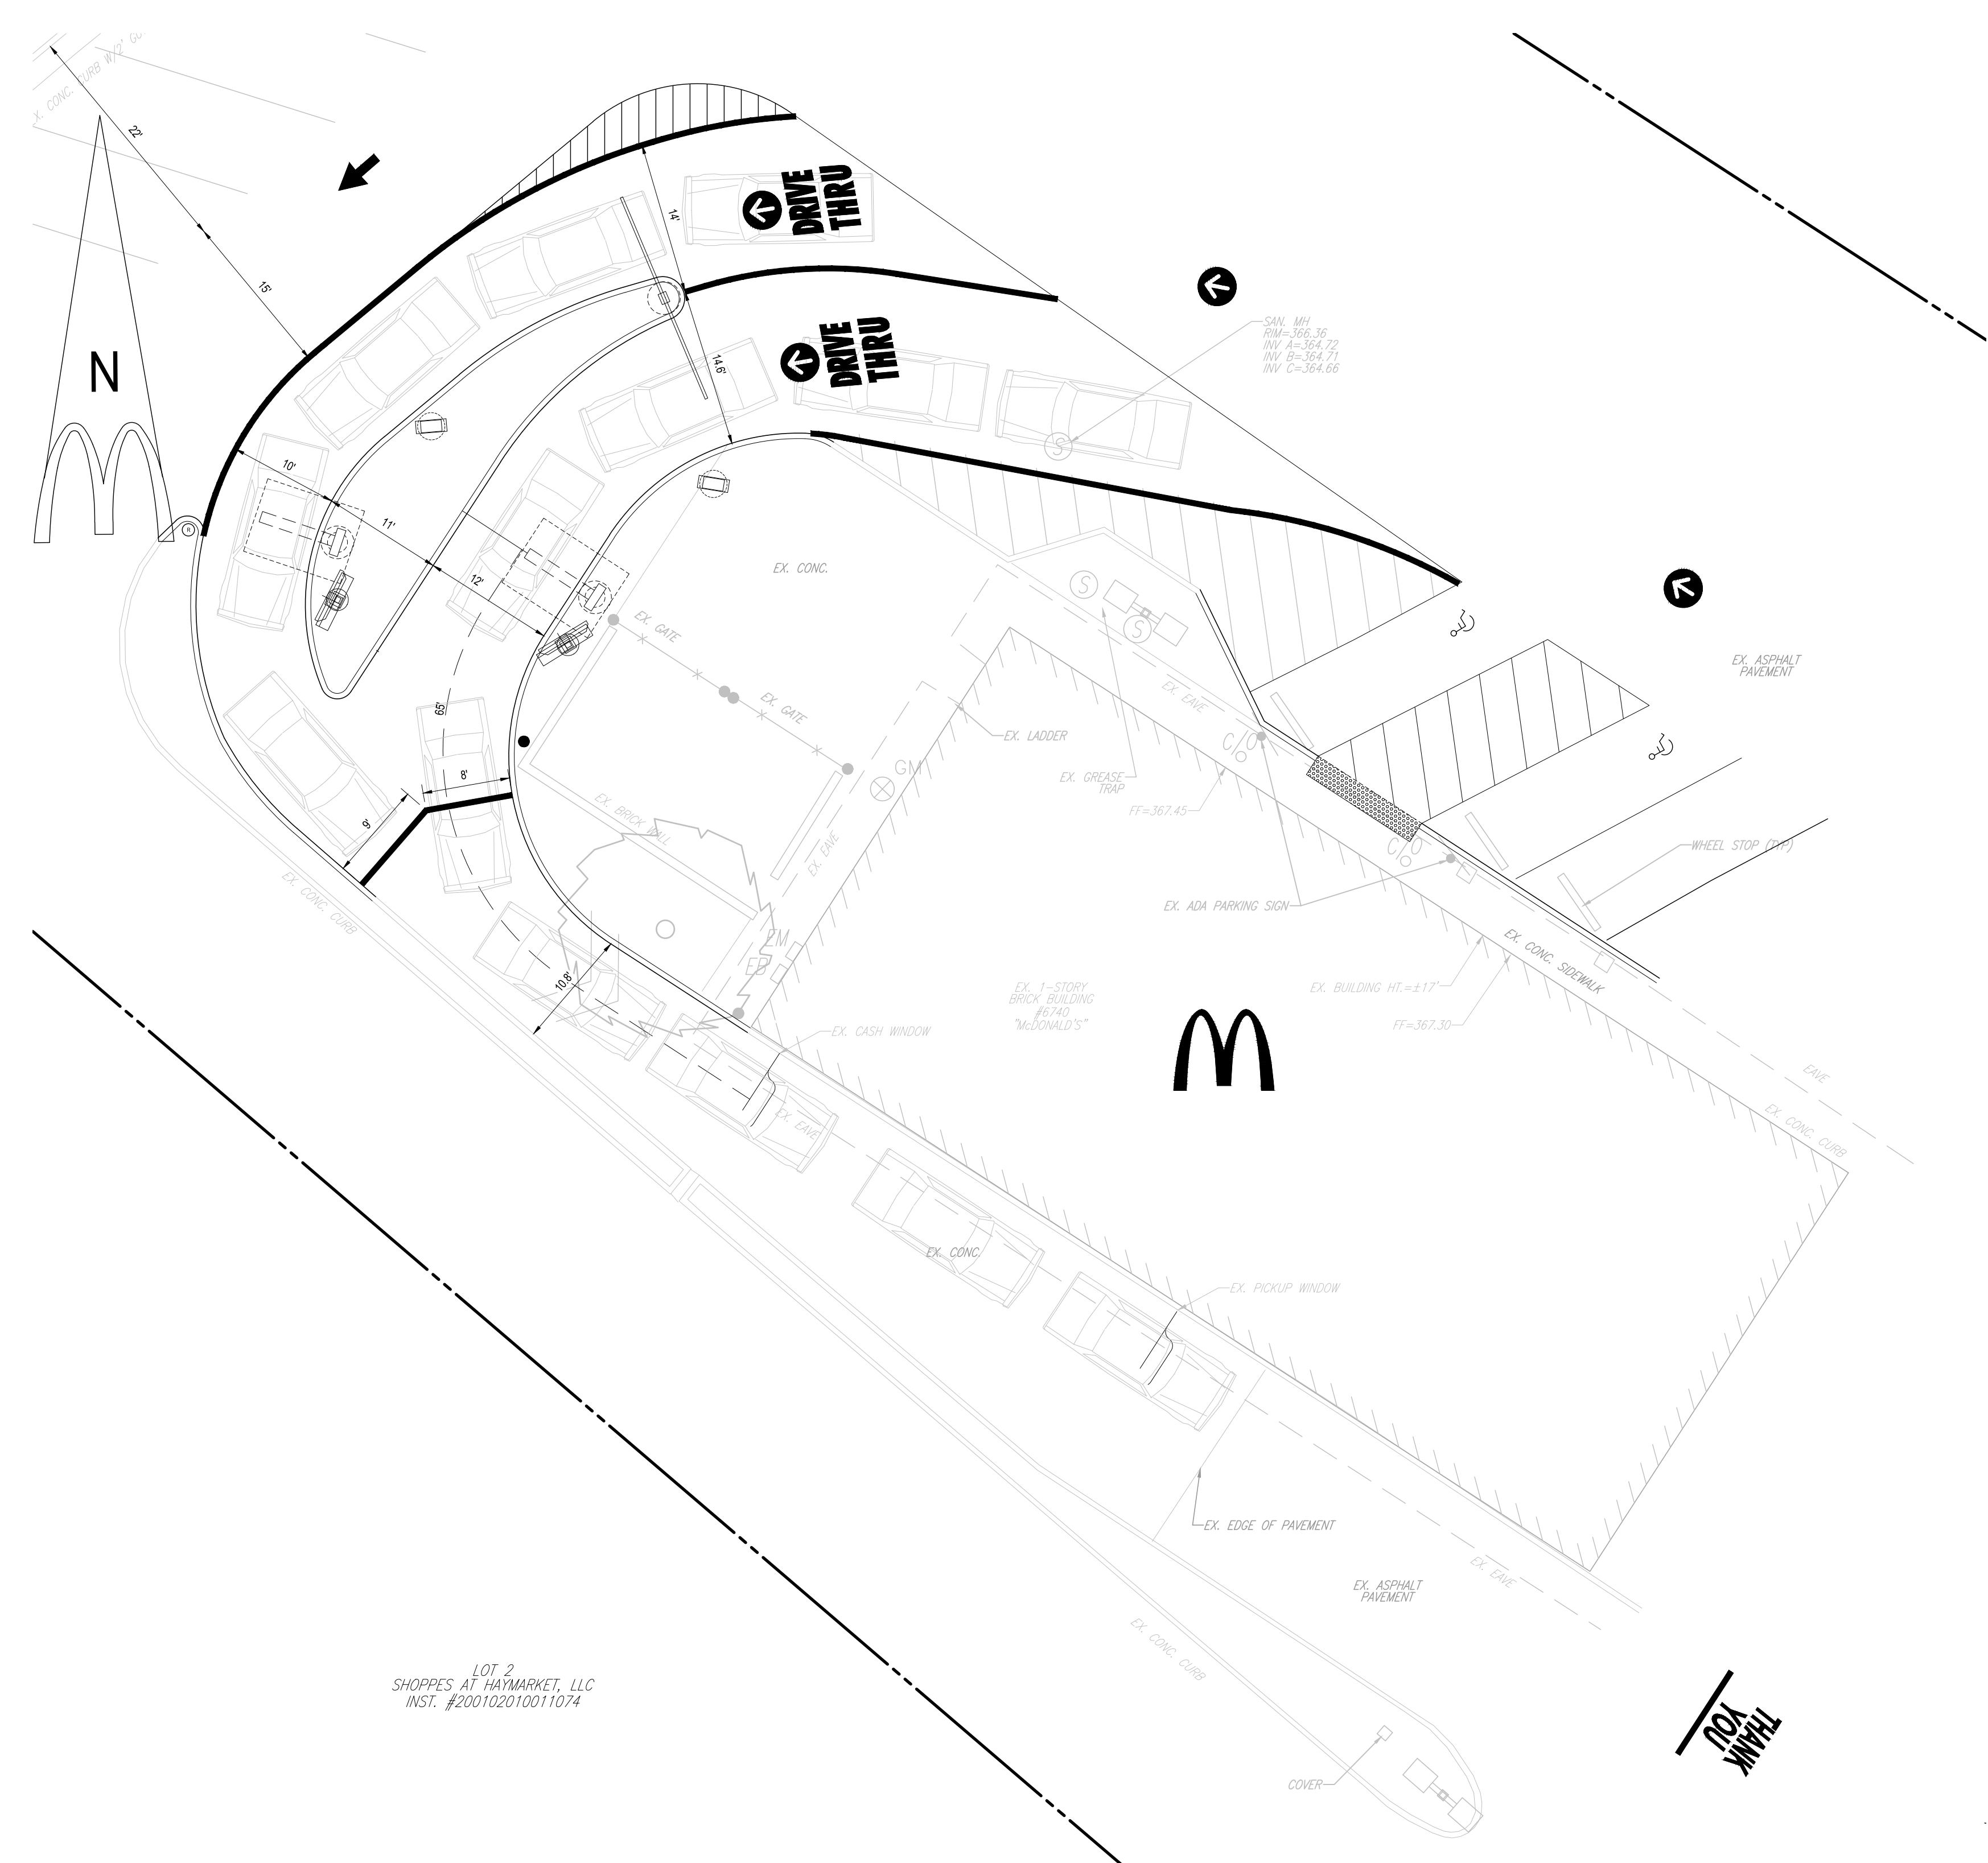 X. CONC. CURB W/2' GU
22'
N
15'
14'
DRIVE
THRU
14.6'
DRIVE
THRU
SAN. MH
RIM=366.36
INV A=364.72
INV B=364.71
INV C=364.66
S
10'
11'
12'
R
EX. CONC.
EX. GATE
EX. GATE
S
S
EX. EAVE
EX. ASPHALT
PAVEMENT
65'
8'
9'
EX. LADDER
GM
C/O
EX. GREASE
TRAP
FF=367.45
EX. BRICK WALL
EX. EAVE
C/O
WHEEL STOP (TYP)
EX. ADA PARKING SIGN
EX. CONC. CURB
EM
EB
10.8'
EX. CONC. SIDEWALK
EX. 1-STORY
BRICK BUILDING
#6740
"McDONALD'S"
EX. BUILDING HT.=±17'
FF=367.30
EX. CASH WINDOW
EX. EAVE
EAVE
EX. CONC. CURB
EX. CONC.
EX. PICKUP WINDOW
EX. EDGE OF PAVEMENT
EX. EAVE
EX. ASPHALT
PAVEMENT
EX. CONC. CURB
LOT 2
SHOPPES AT HAYMARKET, LLC
INST. #200102010011074
COVER
THANK
YOU